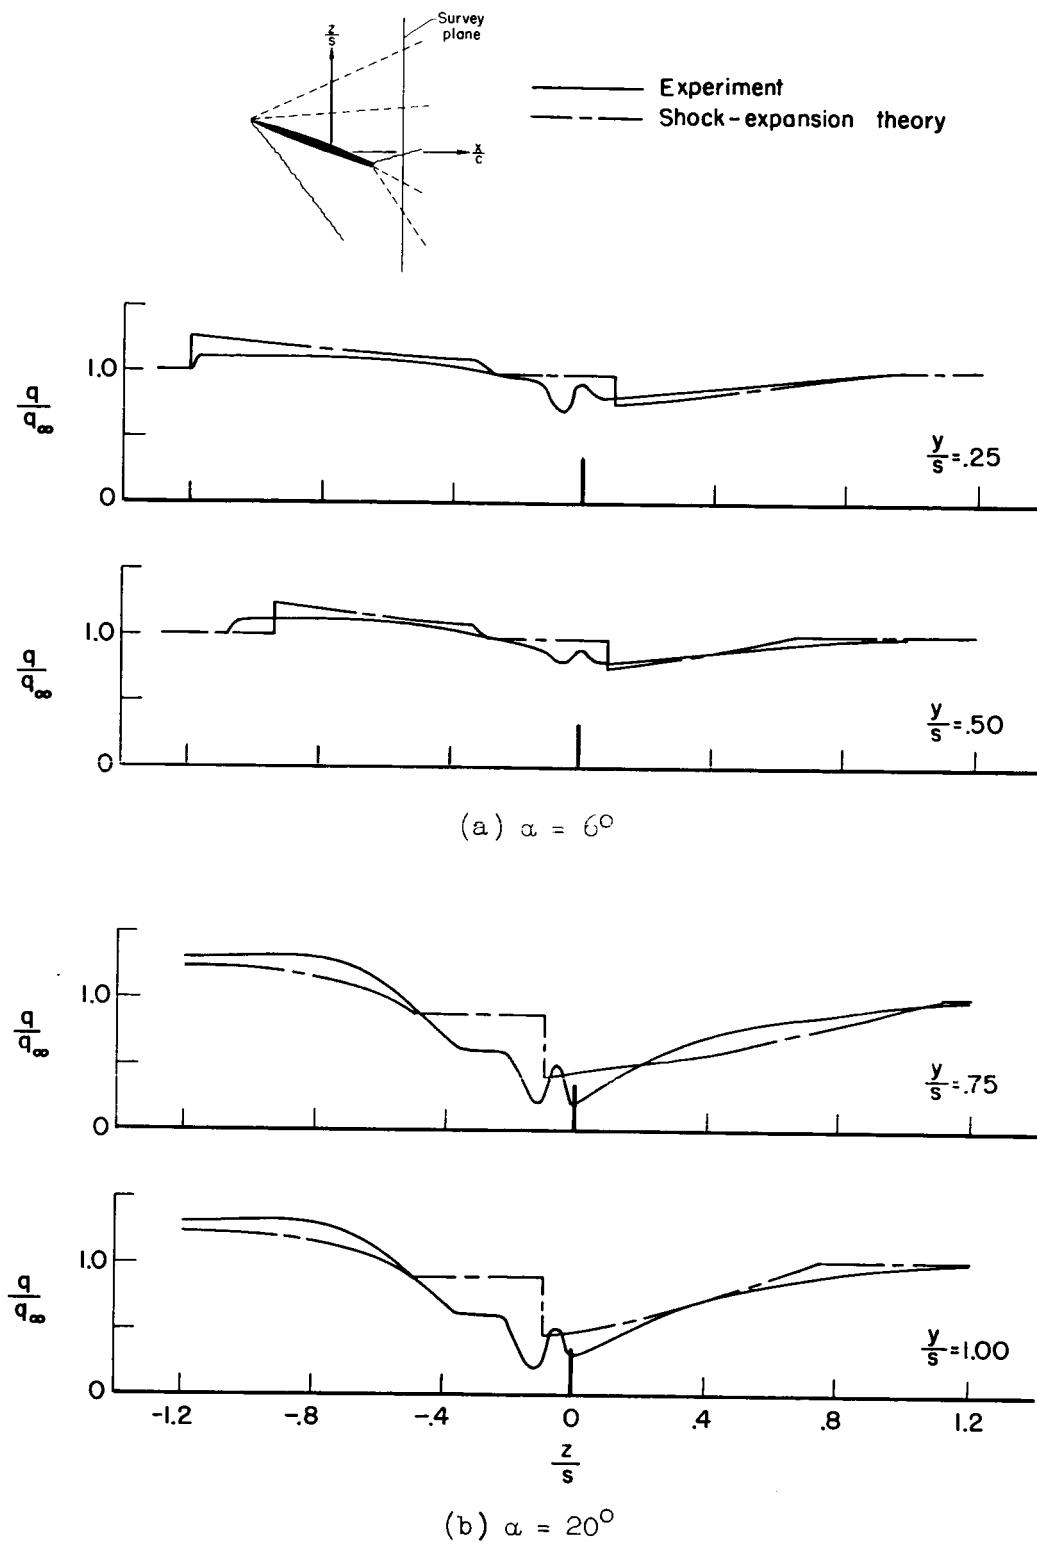 z/s
Survey
plane
x/c
Experiment
Shock-expansion theory
1.0
q/q∞
0
y/s=.25
1.0
q/q∞
0
y/s=.50
(a) α = 6°
1.0
q/q∞
0
y/s=.75
1.0
q/q∞
0
y/s=1.00
-1.2 -.8 -.4 0 .4 .8 1.2
z/s
(b) α = 20°